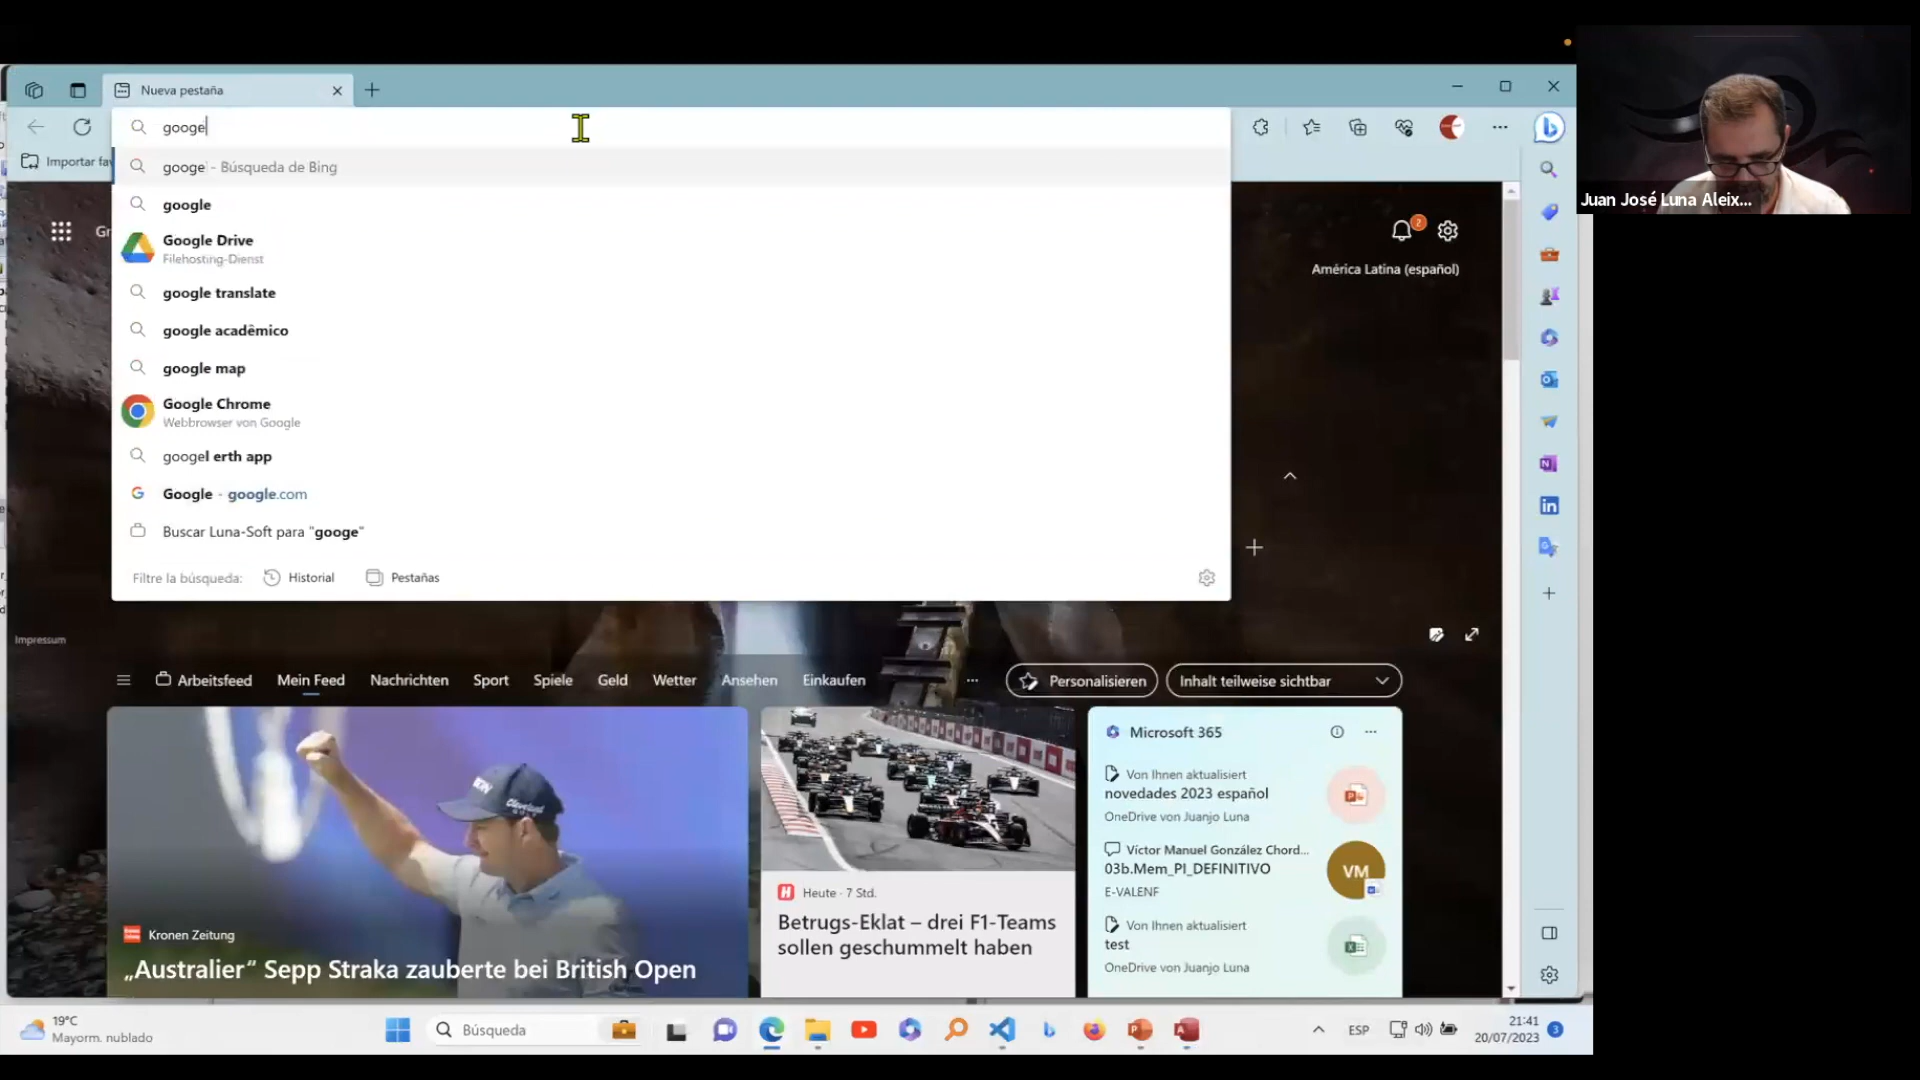 Nueva pestaña
googe
Importar fav
googe - Búsqueda de Bing
google
Google Drive
Filehosting-Dienst
google translate
google acadêmico
google map
Google Chrome
Webbrowser von Google
googel erth app
Google - google.com
Buscar Luna-Soft para "googe"
Filtre la búsqueda:
Historial
Pestañas
Gr
2
América Latina (español)
Juan José Luna Aleix...
Impressum
Arbeitsfeed
Mein Feed
Nachrichten
Sport
Spiele
Geld
Wetter
Ansehen
Einkaufen
Personalisieren
Inhalt teilweise sichtbar
Cleveland
Kronen Zeitung
„Australier“ Sepp Straka zauberte bei British Open
Heute · 7 Std.
Betrugs-Eklat – drei F1-Teams
sollen geschummelt haben
Microsoft 365
Von Ihnen aktualisiert
novedades 2023 español
OneDrive von Juanjo Luna
Víctor Manuel González Chord...
03b.Mem_PI_DEFINITIVO
E-VALENF
VM
Von Ihnen aktualisiert
test
OneDrive von Juanjo Luna
19°C
Mayorm. nublado
Búsqueda
ESP
21:41
20/07/2023
3